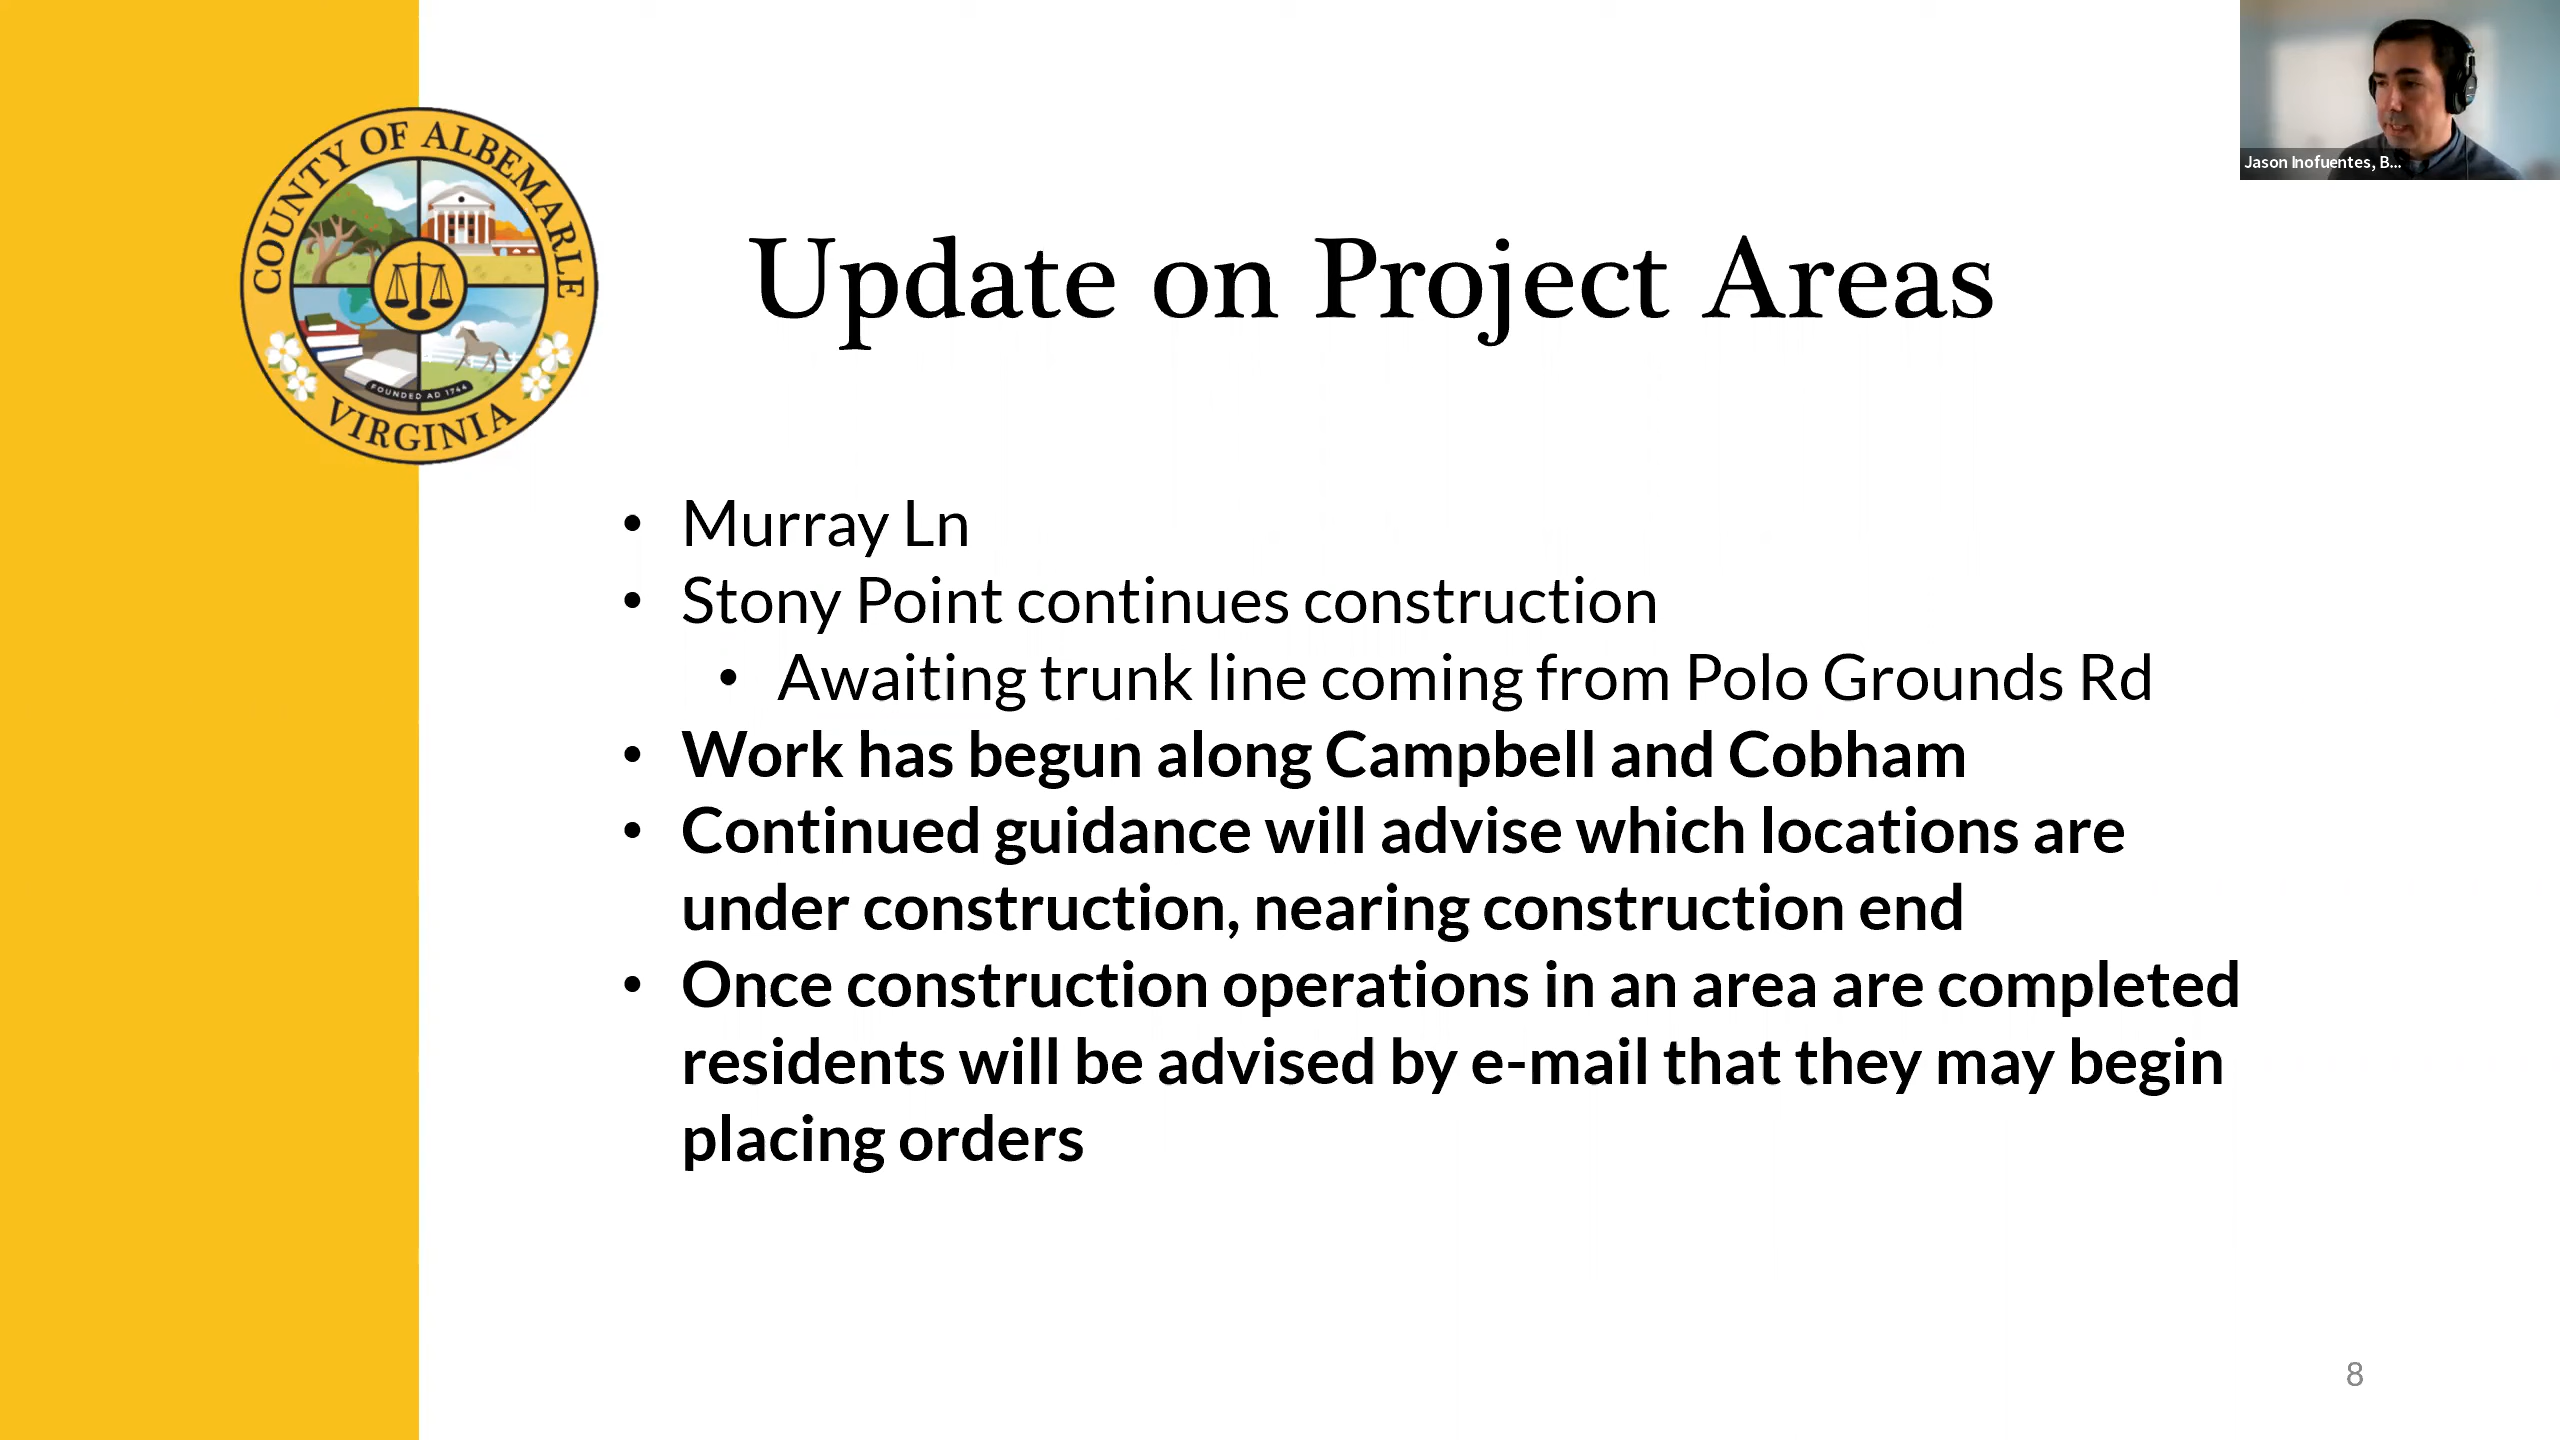 Jason Inofuentes, B...
COUNTY OF ALBEMARLE
FOUNDED AD 1744
VIRGINIA
Update on Project Areas
• Murray Ln
• Stony Point continues construction
• Awaiting trunk line coming from Polo Grounds Rd
• Work has begun along Campbell and Cobham
• Continued guidance will advise which locations are
under construction, nearing construction end
• Once construction operations in an area are completed
residents will be advised by e-mail that they may begin
placing orders
8